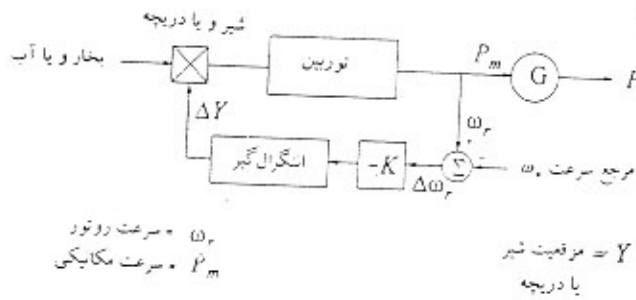 شیر و یا دریچه
بخار و یا آب
توربین
P_m
G
P
ΔY
ω_r
انتگرال‌گیر
-K
Δω_r
Σ
-
مرجع سرعت ω₀
ω_r = سرعت روتور
P_m = سرعت مکانیکی
Y = موقعیت شیر
یا دریچه